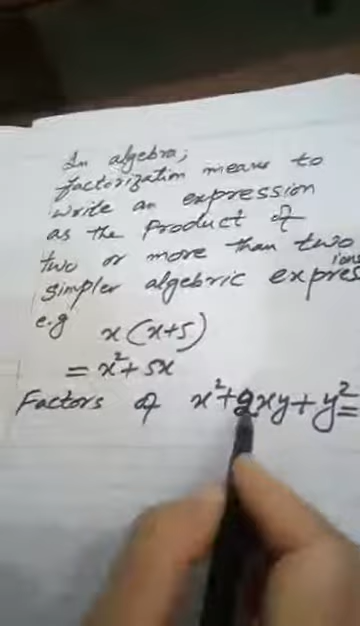 In algebra,
factorization means to
write an expression
as the Product of
two or more than two
simpler algebric expressions
e.g x(x+5)
= x²+5x
Factors of x²+2xy+y²=